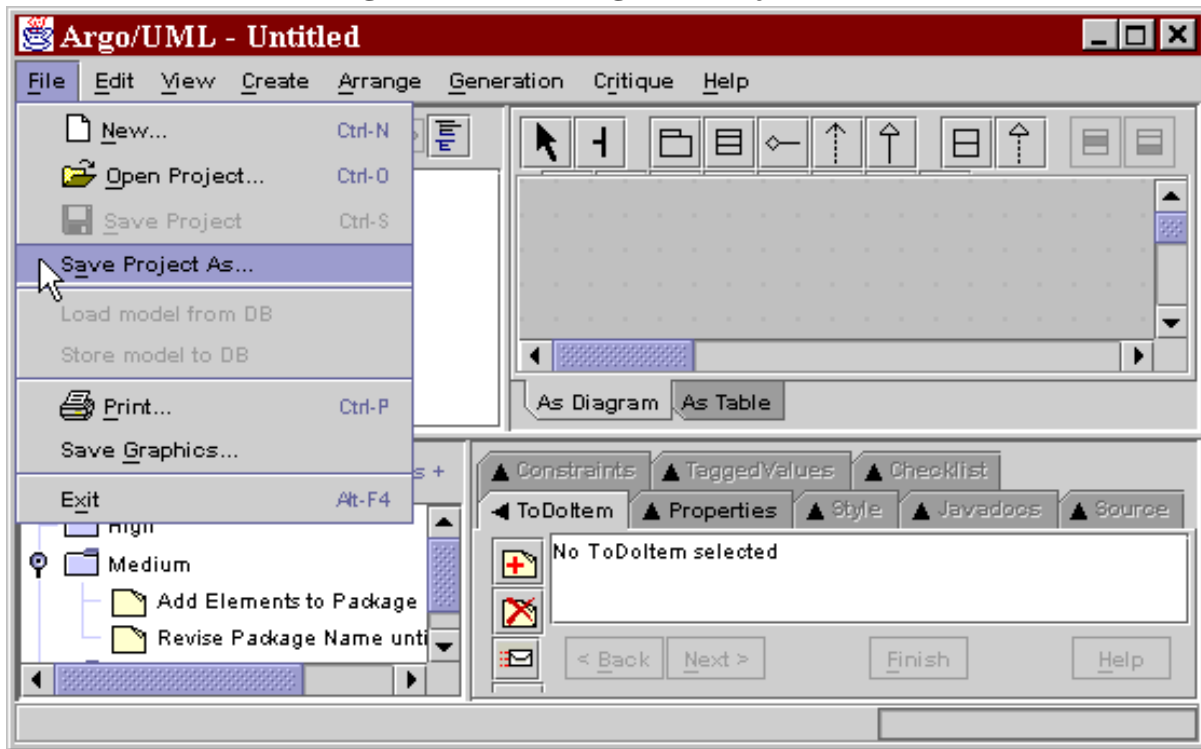 Argo/UML - Untitled
File Edit View Create Arrange Generation Critique Help
New... Ctrl-N
Open Project... Ctrl-O
Save Project Ctrl-S
Save Project As...
Load model from DB
Store model to DB
Print... Ctrl-P
Save Graphics...
Exit Alt-F4
As Diagram As Table
s +
High
Medium
Add Elements to Package
Revise Package Name unti
Constraints TaggedValues Checklist
ToDoItem Properties Style Javadocs Source
No ToDoItem selected
< Back Next > Finish Help